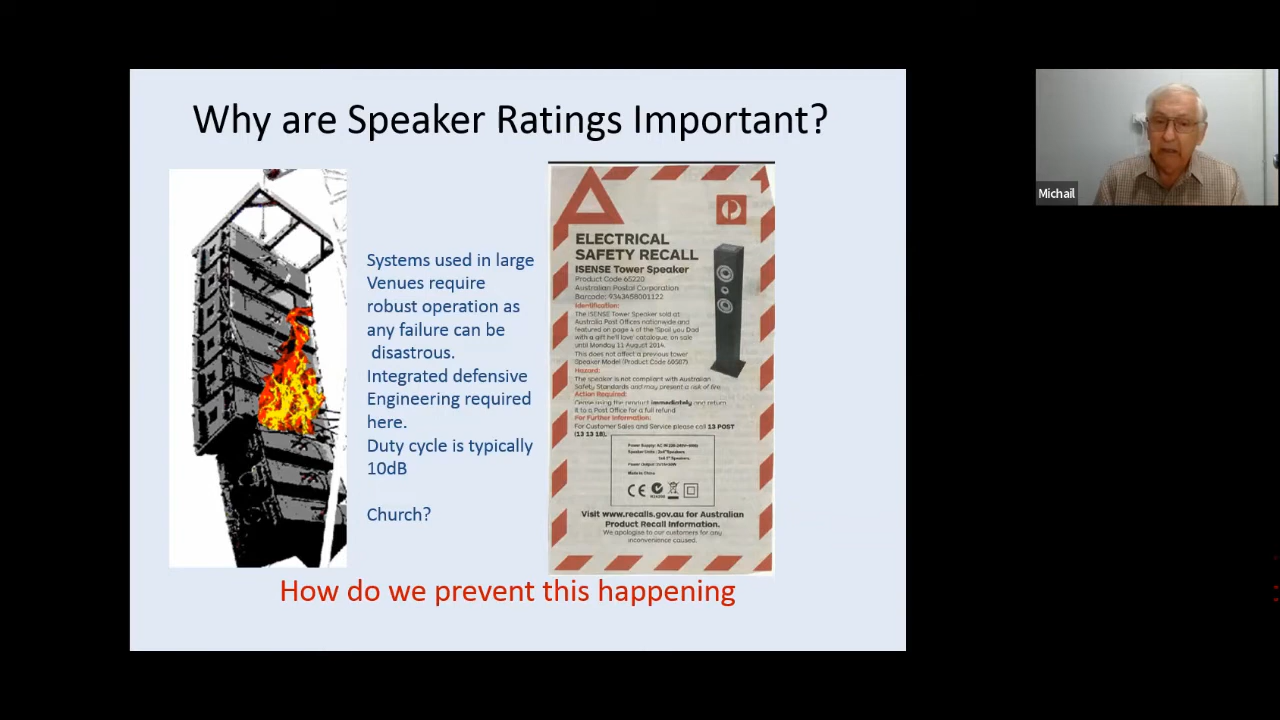 Why are Speaker Ratings Important?
Systems used in large
Venues require
robust operation as
any failure can be
disastrous.
Integrated defensive
Engineering required
here.
Duty cycle is typically
10dB
Church?
ELECTRICAL
SAFETY RECALL
ISENSE Tower Speaker
Product Code 65220
Australian Postal Corporation
Barcode: 9343458001122
Identification:
The ISENSE Tower Speaker sold at
Australia Post Offices nationwide and
featured on page 4 of the 'Spoil you Dad
with a gift he'll love' catalogue, on sale
until Monday 11 August 2014.
This does not affect a previous tower
Speaker Model (Product Code 60507)
Hazard:
The speaker is not compliant with Australian
Safety Standards and may present a risk of fire
Action Required:
Cease using the product immediately and return
it to a Post Office for a full refund
For Further Information:
For Customer Sales and Service please call 13 POST
(13 13 18).
Made in China
CE
Visit www.recalls.gov.au for Australian
Product Recall Information.
We apologise to our customers for any
inconvenience caused.
How do we prevent this happening
Michail